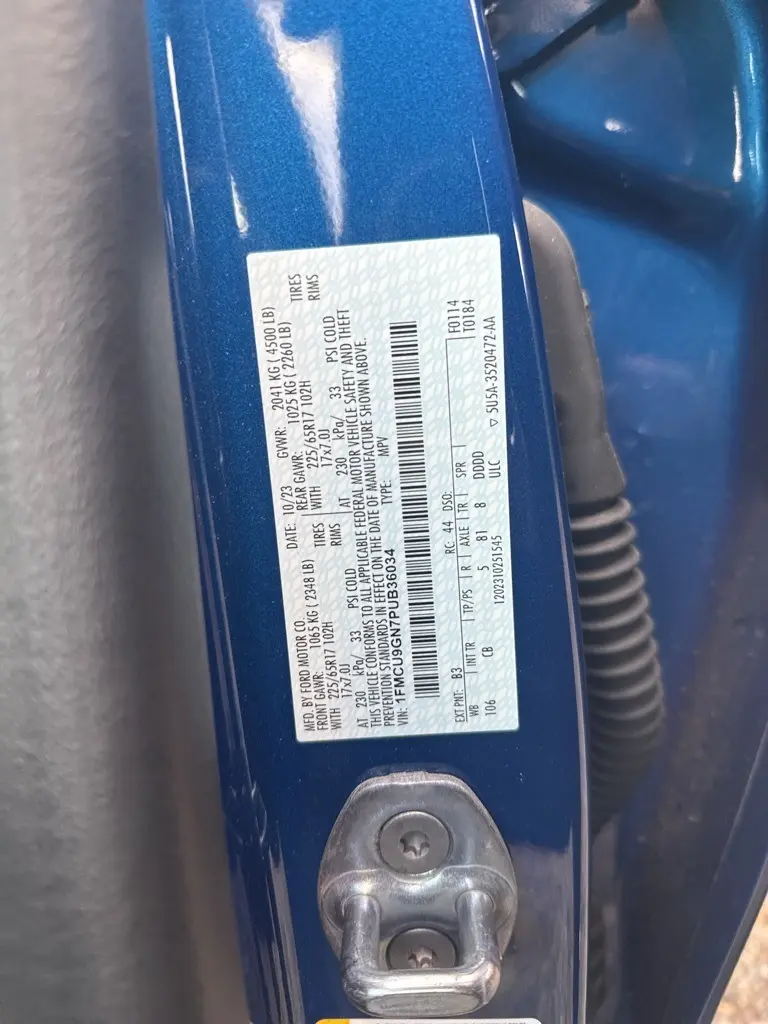 MFD. BY FORD MOTOR CO. DATE: 10/23 GVWR: 2041 KG ( 4500 LB)
FRONT GAWR: 1065 KG ( 2348 LB) REAR GAWR: 1025 KG ( 2260 LB)
WITH 225/65R17 102H TIRES WITH 225/65R17 102H TIRES
17x7.0J RIMS 17x7.0J RIMS
AT 230 kPa/ 33 PSI COLD AT 230 kPa/ 33 PSI COLD
THIS VEHICLE CONFORMS TO ALL APPLICABLE FEDERAL MOTOR VEHICLE SAFETY AND THEFT
PREVENTION STANDARDS IN EFFECT ON THE DATE OF MANUFACTURE SHOWN ABOVE.
VIN: 1FMCU9GN7PUB36034 TYPE: MPV
EXT PNT: B3 RC: 44 DSO: F0114
WB INT TR TP/PS R AXLE TR SPR T0184
106 CB 5 81 8 DDDD
1202310251545 ULC ▽ 5U5A-3520472-AA